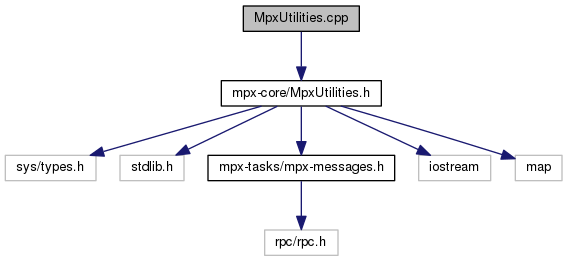 MpxUtilities.cpp
mpx-core/MpxUtilities.h
sys/types.h
stdlib.h
mpx-tasks/mpx-messages.h
iostream
map
rpc/rpc.h